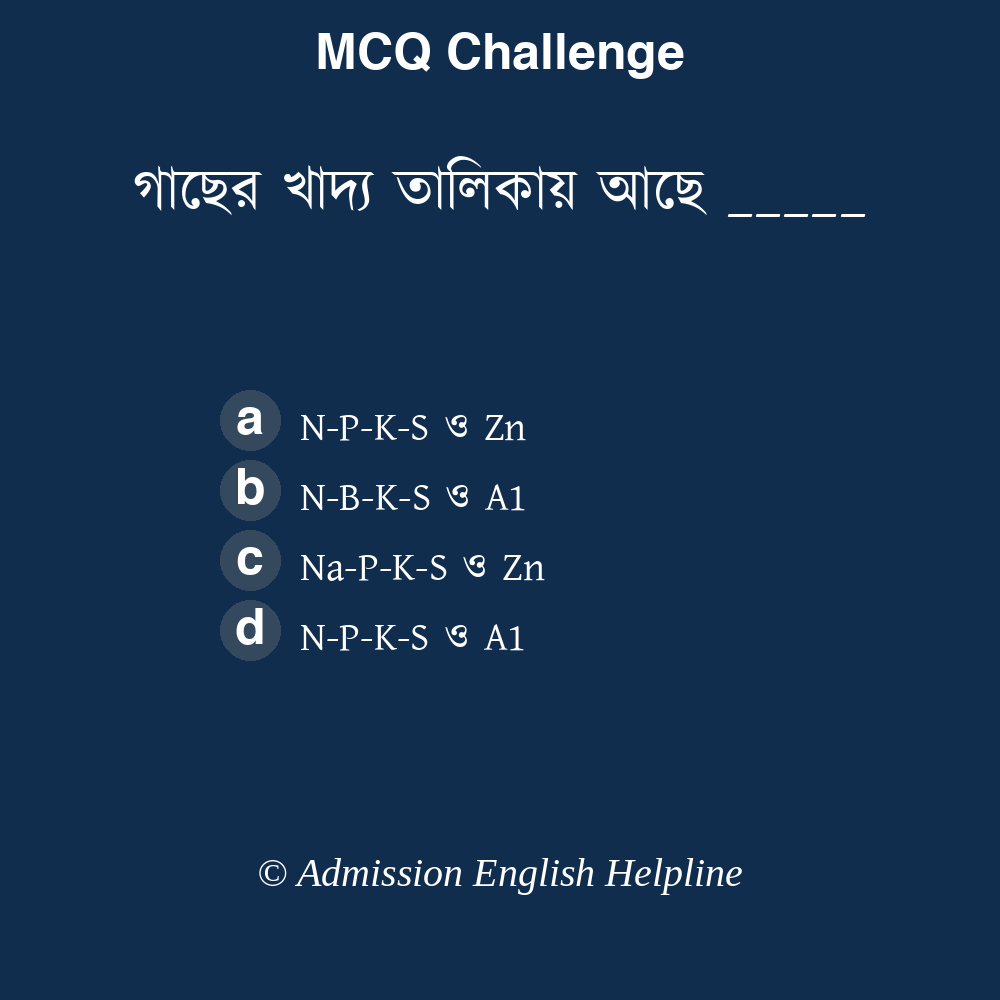 MCQ Challenge
গাছের খাদ্য তালিকায় আছে _____
a N-P-K-S ও Zn
b N-B-K-S ও A1
c Na-P-K-S ও Zn
d N-P-K-S ও A1
© Admission English Helpline